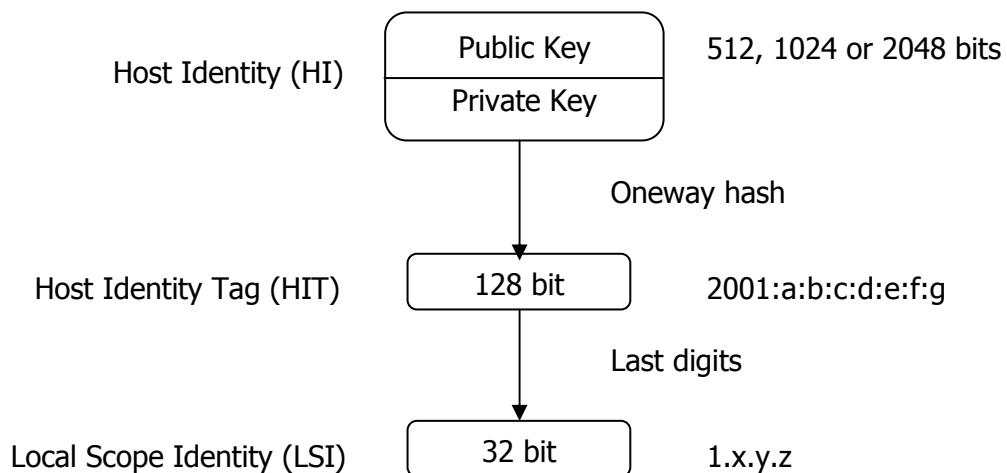 Public Key
512, 1024 or 2048 bits
Host Identity (HI)
Private Key
Oneway hash
Host Identity Tag (HIT)
128 bit
2001:a:b:c:d:e:f:g
Last digits
Local Scope Identity (LSI)
32 bit
1.x.y.z